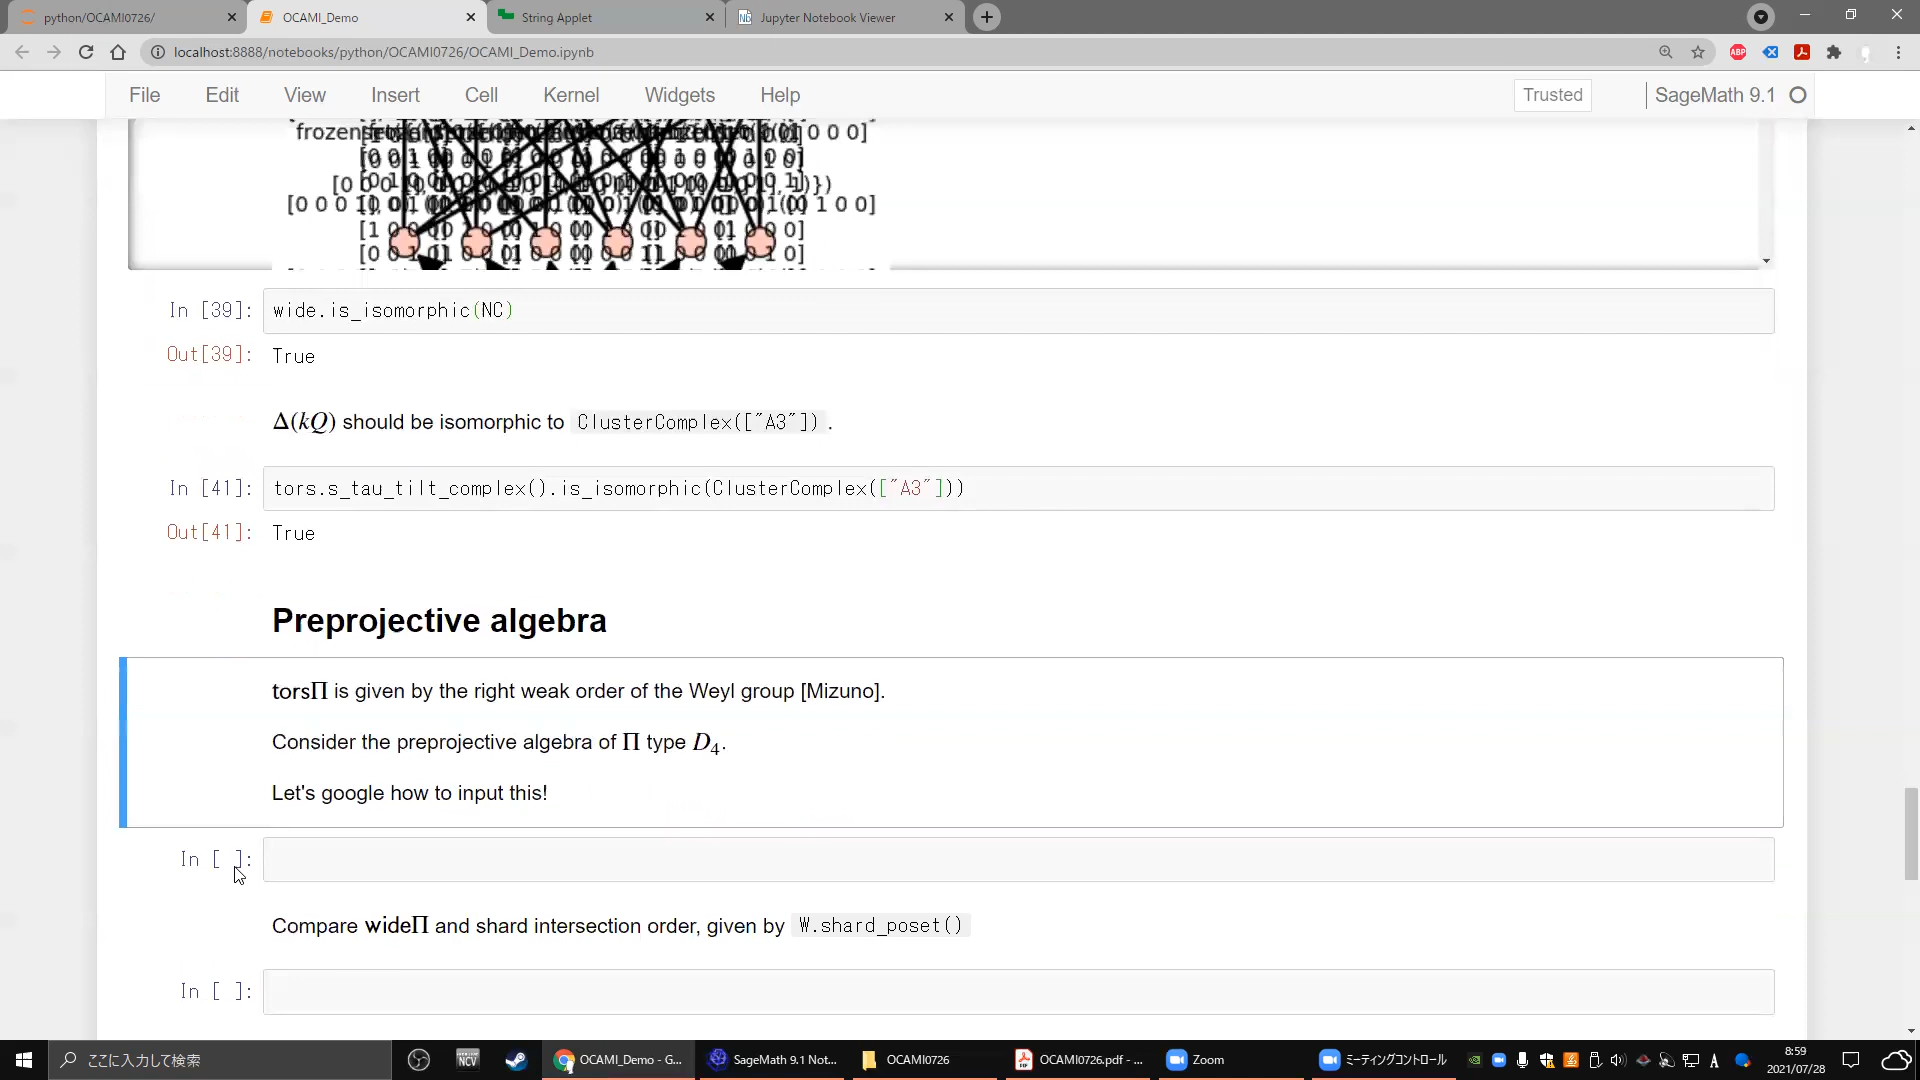 python/OCAMI0726/
OCAMI_Demo
String Applet
Jupyter Notebook Viewer
localhost:8888/notebooks/python/OCAMI0726/OCAMI_Demo.ipynb
File Edit View Insert Cell Kernel Widgets Help
Trusted
SageMath 9.1
In [39]: wide.is_isomorphic(NC)
Out[39]: True
Δ(kQ) should be isomorphic to ClusterComplex(["A3"]) .
In [41]: tors.s_tau_tilt_complex().is_isomorphic(ClusterComplex(["A3"]))
Out[41]: True
Preprojective algebra
torsΠ is given by the right weak order of the Weyl group [Mizuno].
Consider the preprojective algebra of Π type D4.
Let's google how to input this!
In [ ]:
Compare wideΠ and shard intersection order, given by W.shard_poset()
In [ ]:
ここに入力して検索
OCAMI_Demo - G...
SageMath 9.1 Not...
OCAMI0726
OCAMI0726.pdf - ...
Zoom
ミーティングコントロール
A
8:59
2021/07/28